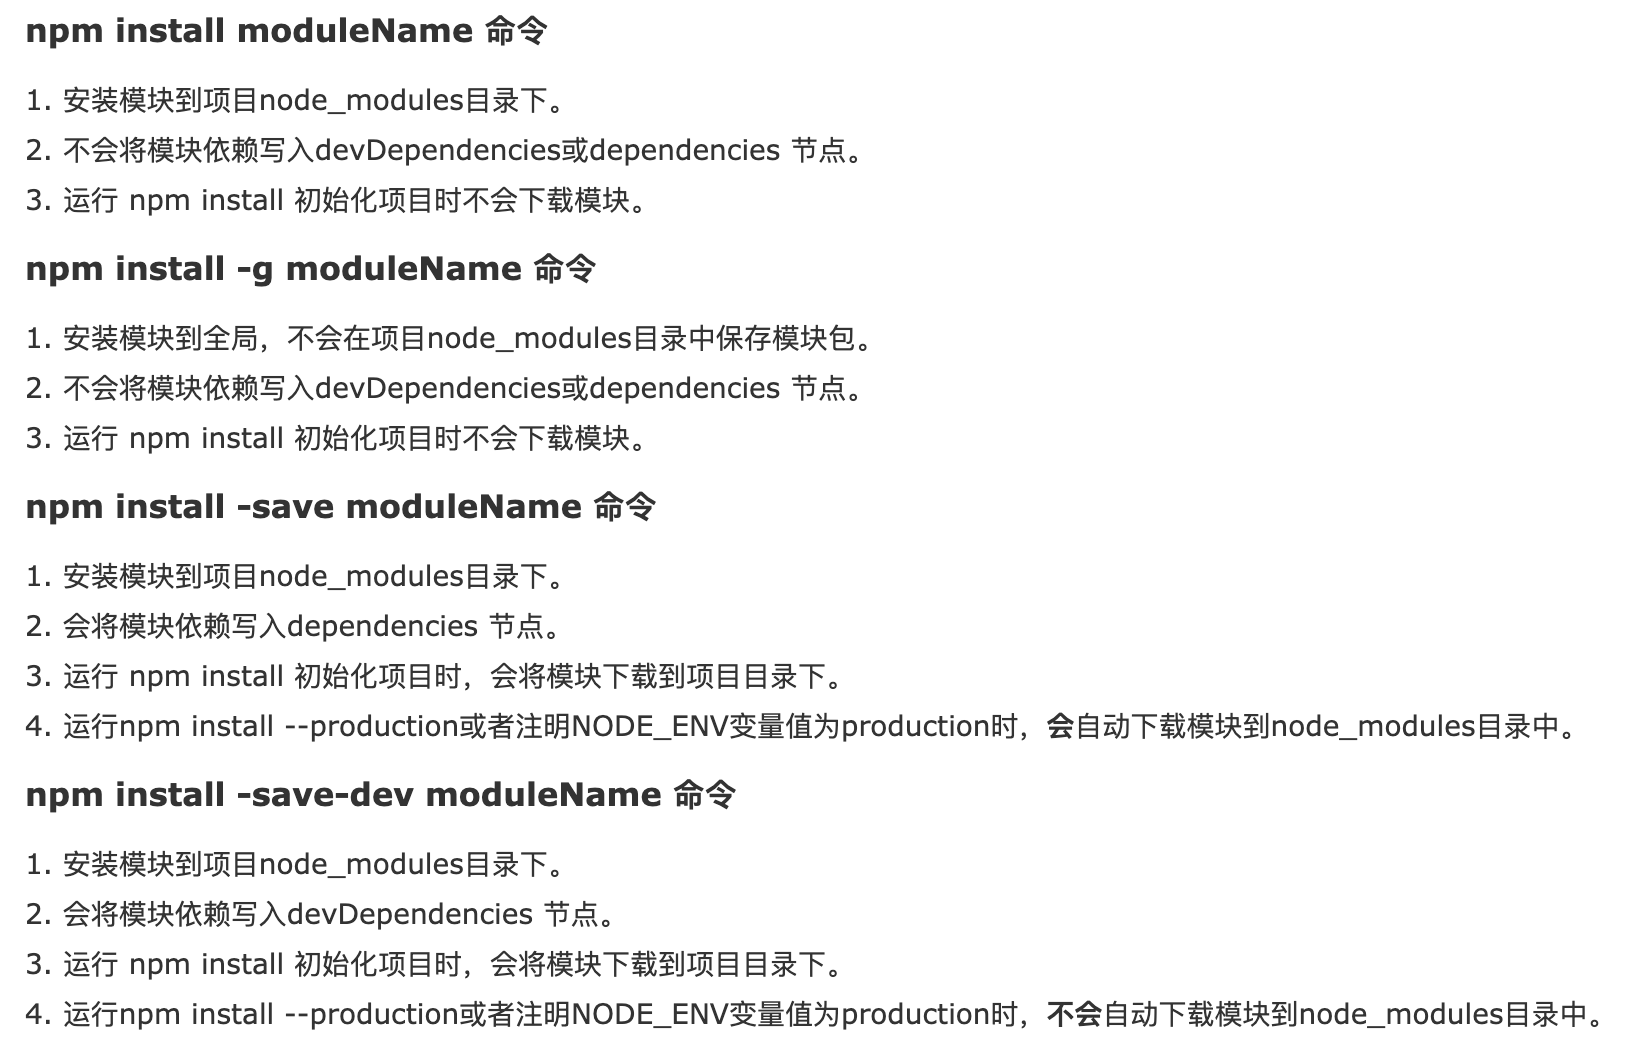 npm install moduleName 命令
1. 安装模块到项目node_modules目录下。
2. 不会将模块依赖写入devDependencies或dependencies 节点。
3. 运行 npm install 初始化项目时不会下载模块。
npm install -g moduleName 命令
1. 安装模块到全局，不会在项目node_modules目录中保存模块包。
2. 不会将模块依赖写入devDependencies或dependencies 节点。
3. 运行 npm install 初始化项目时不会下载模块。
npm install -save moduleName 命令
1. 安装模块到项目node_modules目录下。
2. 会将模块依赖写入dependencies 节点。
3. 运行 npm install 初始化项目时，会将模块下载到项目目录下。
4. 运行npm install --production或者注明NODE_ENV变量值为production时，会自动下载模块到node_modules目录中。
npm install -save-dev moduleName 命令
1. 安装模块到项目node_modules目录下。
2. 会将模块依赖写入devDependencies 节点。
3. 运行 npm install 初始化项目时，会将模块下载到项目目录下。
4. 运行npm install --production或者注明NODE_ENV变量值为production时，不会自动下载模块到node_modules目录中。